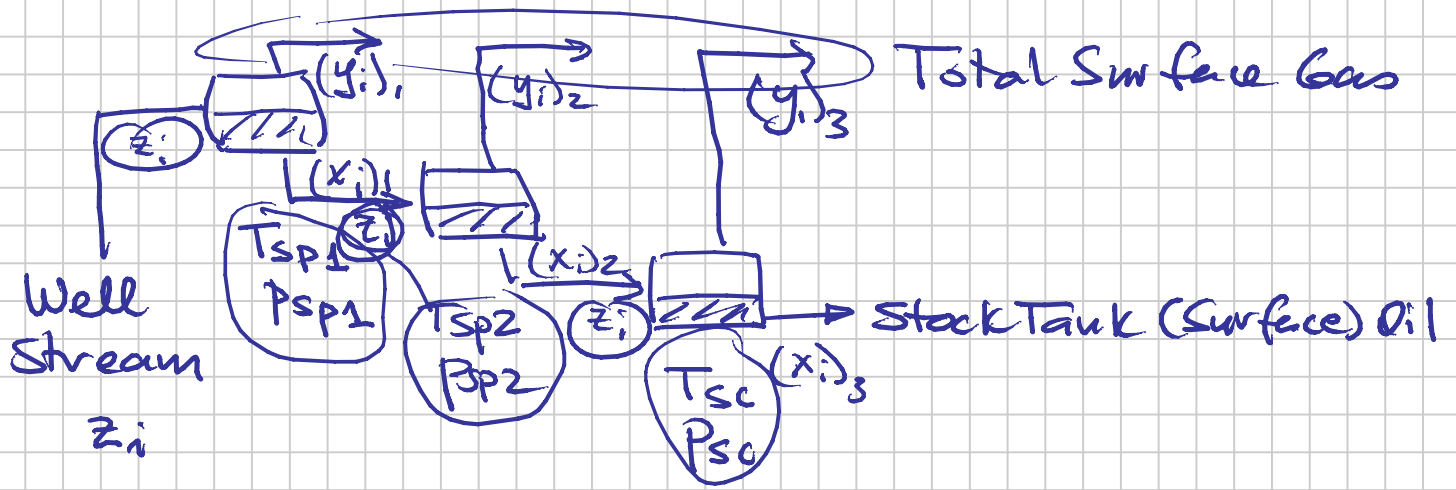 (yi)1
(yi)2
(yi)3
Total Surface Gas
zi
(xi)1
zi
Tsp1
Psp1
(xi)2
zi
Tsp2
Psp2
Well
Stream
zi
Stock Tank (Surface) Oil
(xi)3
Tsc
Psc